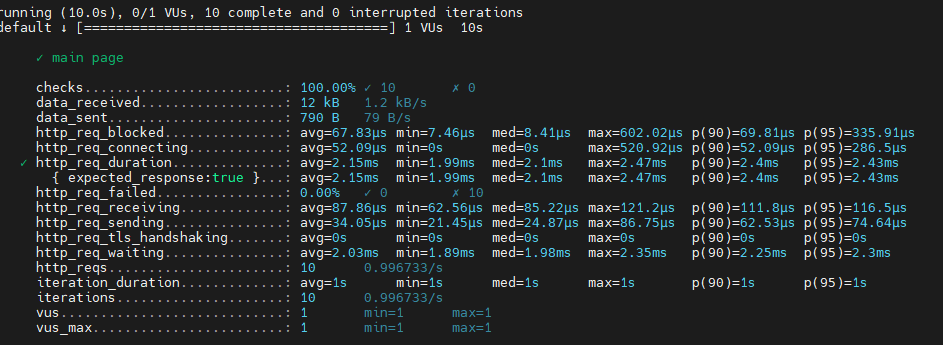 running (10.0s), 0/1 VUs, 10 complete and 0 interrupted iterations
default ↓ [======================================] 1 VUs  10s

     ✓ main page

     checks.........................: 100.00% ✓ 10       ✗ 0
     data_received..................: 12 kB   1.2 kB/s
     data_sent......................: 790 B   79 B/s
     http_req_blocked...............: avg=67.83µs min=7.46µs  med=8.41µs  max=602.02µs p(90)=69.81µs p(95)=335.91µs
     http_req_connecting............: avg=52.09µs min=0s      med=0s      max=520.92µs p(90)=52.09µs p(95)=286.5µs
   ✓ http_req_duration..............: avg=2.15ms  min=1.99ms  med=2.1ms   max=2.47ms   p(90)=2.4ms   p(95)=2.43ms
       { expected_response:true }...: avg=2.15ms  min=1.99ms  med=2.1ms   max=2.47ms   p(90)=2.4ms   p(95)=2.43ms
     http_req_failed................: 0.00%   ✓ 0        ✗ 10
     http_req_receiving.............: avg=87.86µs min=62.56µs med=85.22µs max=121.2µs  p(90)=111.8µs p(95)=116.5µs
     http_req_sending...............: avg=34.05µs min=21.45µs med=24.87µs max=86.75µs  p(90)=62.53µs p(95)=74.64µs
     http_req_tls_handshaking.......: avg=0s      min=0s      med=0s      max=0s       p(90)=0s      p(95)=0s
     http_req_waiting...............: avg=2.03ms  min=1.89ms  med=1.98ms  max=2.35ms   p(90)=2.25ms  p(95)=2.3ms
     http_reqs......................: 10      0.996733/s
     iteration_duration.............: avg=1s      min=1s      med=1s      max=1s       p(90)=1s      p(95)=1s
     iterations.....................: 10      0.996733/s
     vus............................: 1       min=1      max=1
     vus_max........................: 1       min=1      max=1